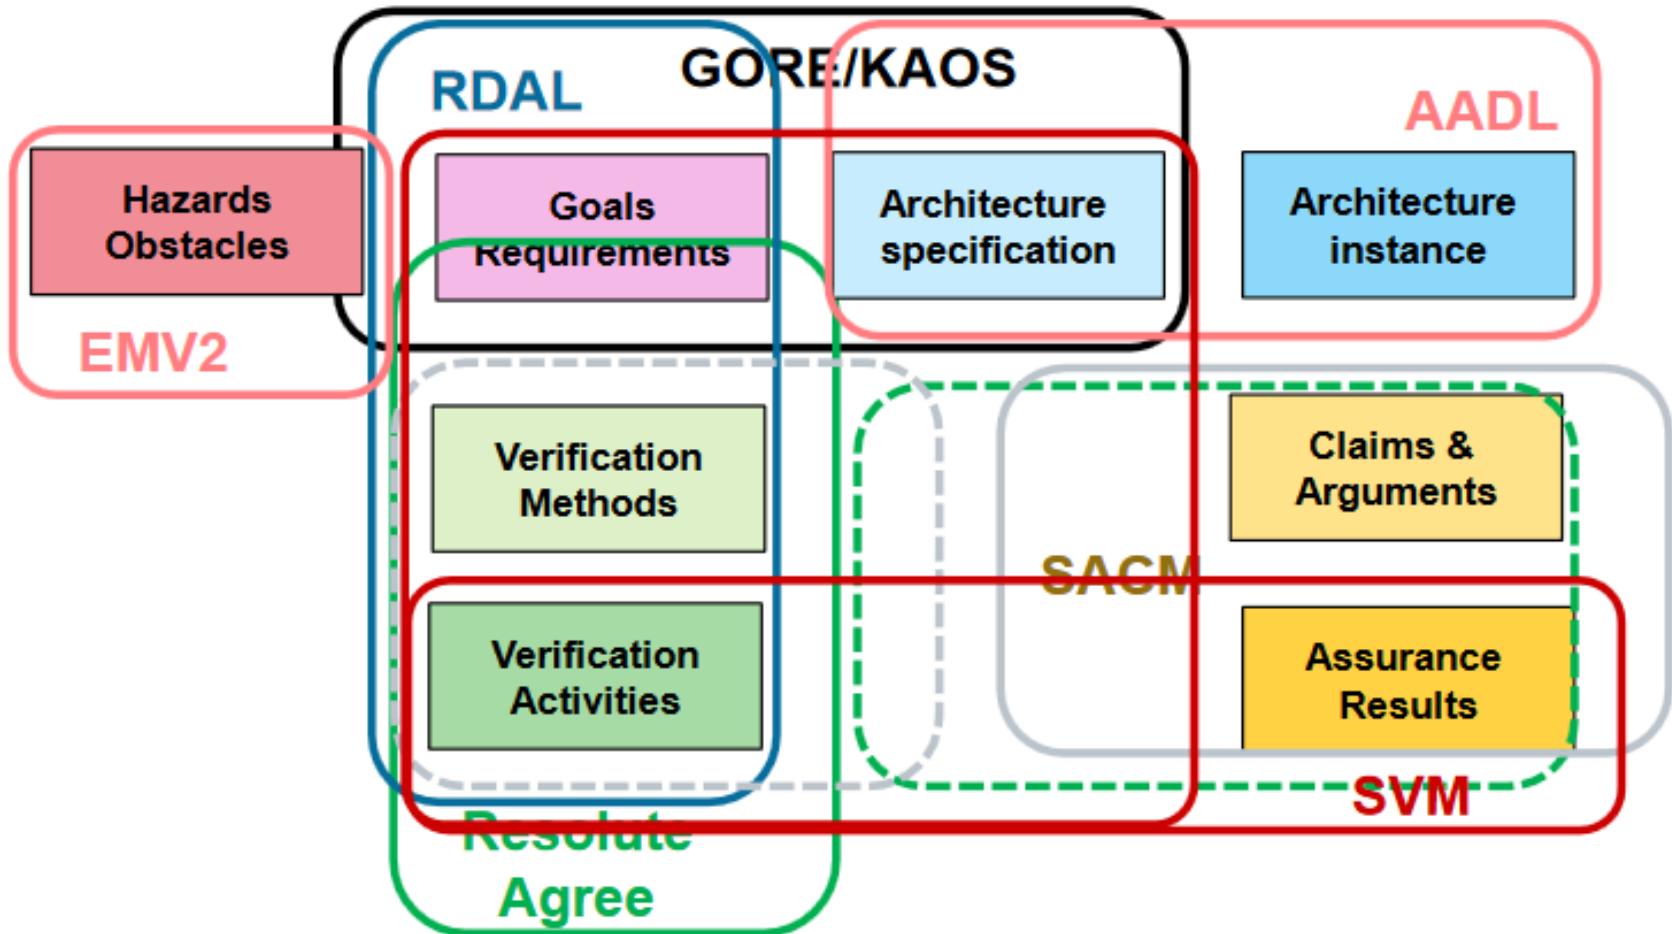 GORE/KAOS
RDAL
AADL
Hazards
Obstacles
Goals
Requirements
Architecture
specification
Architecture
instance
EMV2
Verification
Methods
Claims &
Arguments
SACM
Verification
Activities
Assurance
Results
SVM
Resolute
Agree